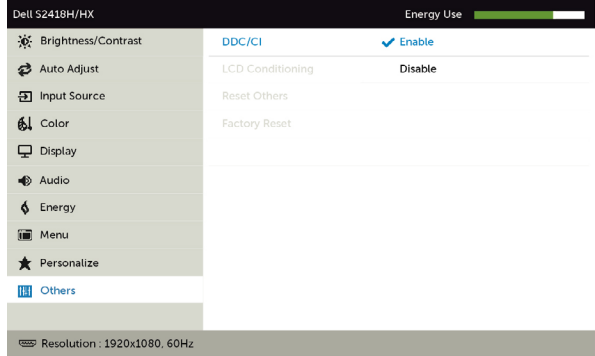 Dell S2418H/HX Energy Use
Brightness/Contrast DDC/CI Enable
Auto Adjust LCD Conditioning Disable
Input Source Reset Others
Color Factory Reset
Display
Audio
Energy
Menu
Personalize
Others
Resolution : 1920x1080, 60Hz